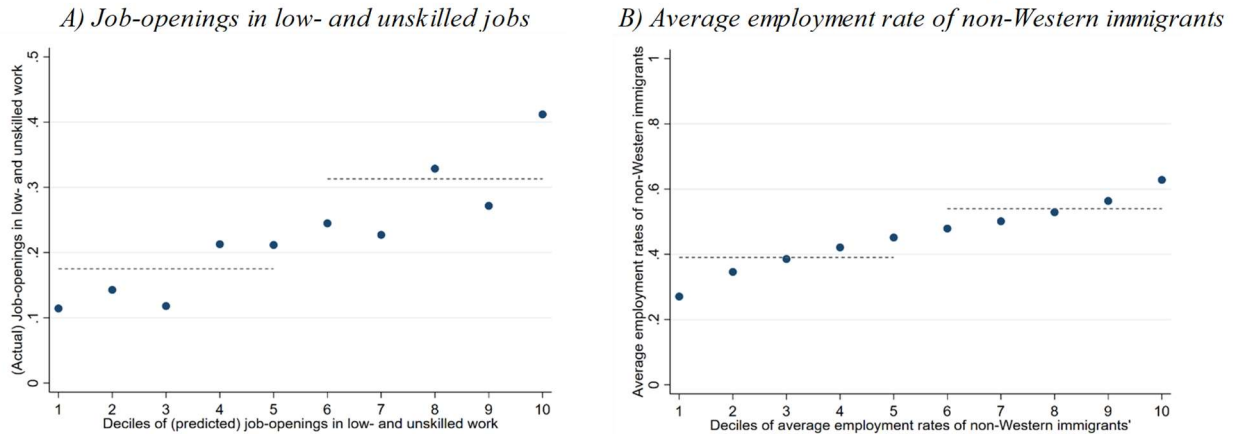 A) Job-openings in low- and unskilled jobs
(Actual) Job-openings in low- and unskilled work
.5
.4
.3
.2
.1
0
1 2 3 4 5 6 7 8 9 10
Deciles of (predicted) job-openings in low- and unskilled work
B) Average employment rate of non-Western immigrants
Average employment rates of non-Western immigrants
1
.8
.6
.4
.2
0
1 2 3 4 5 6 7 8 9 10
Deciles of average employment rates of non-Western immigrants'